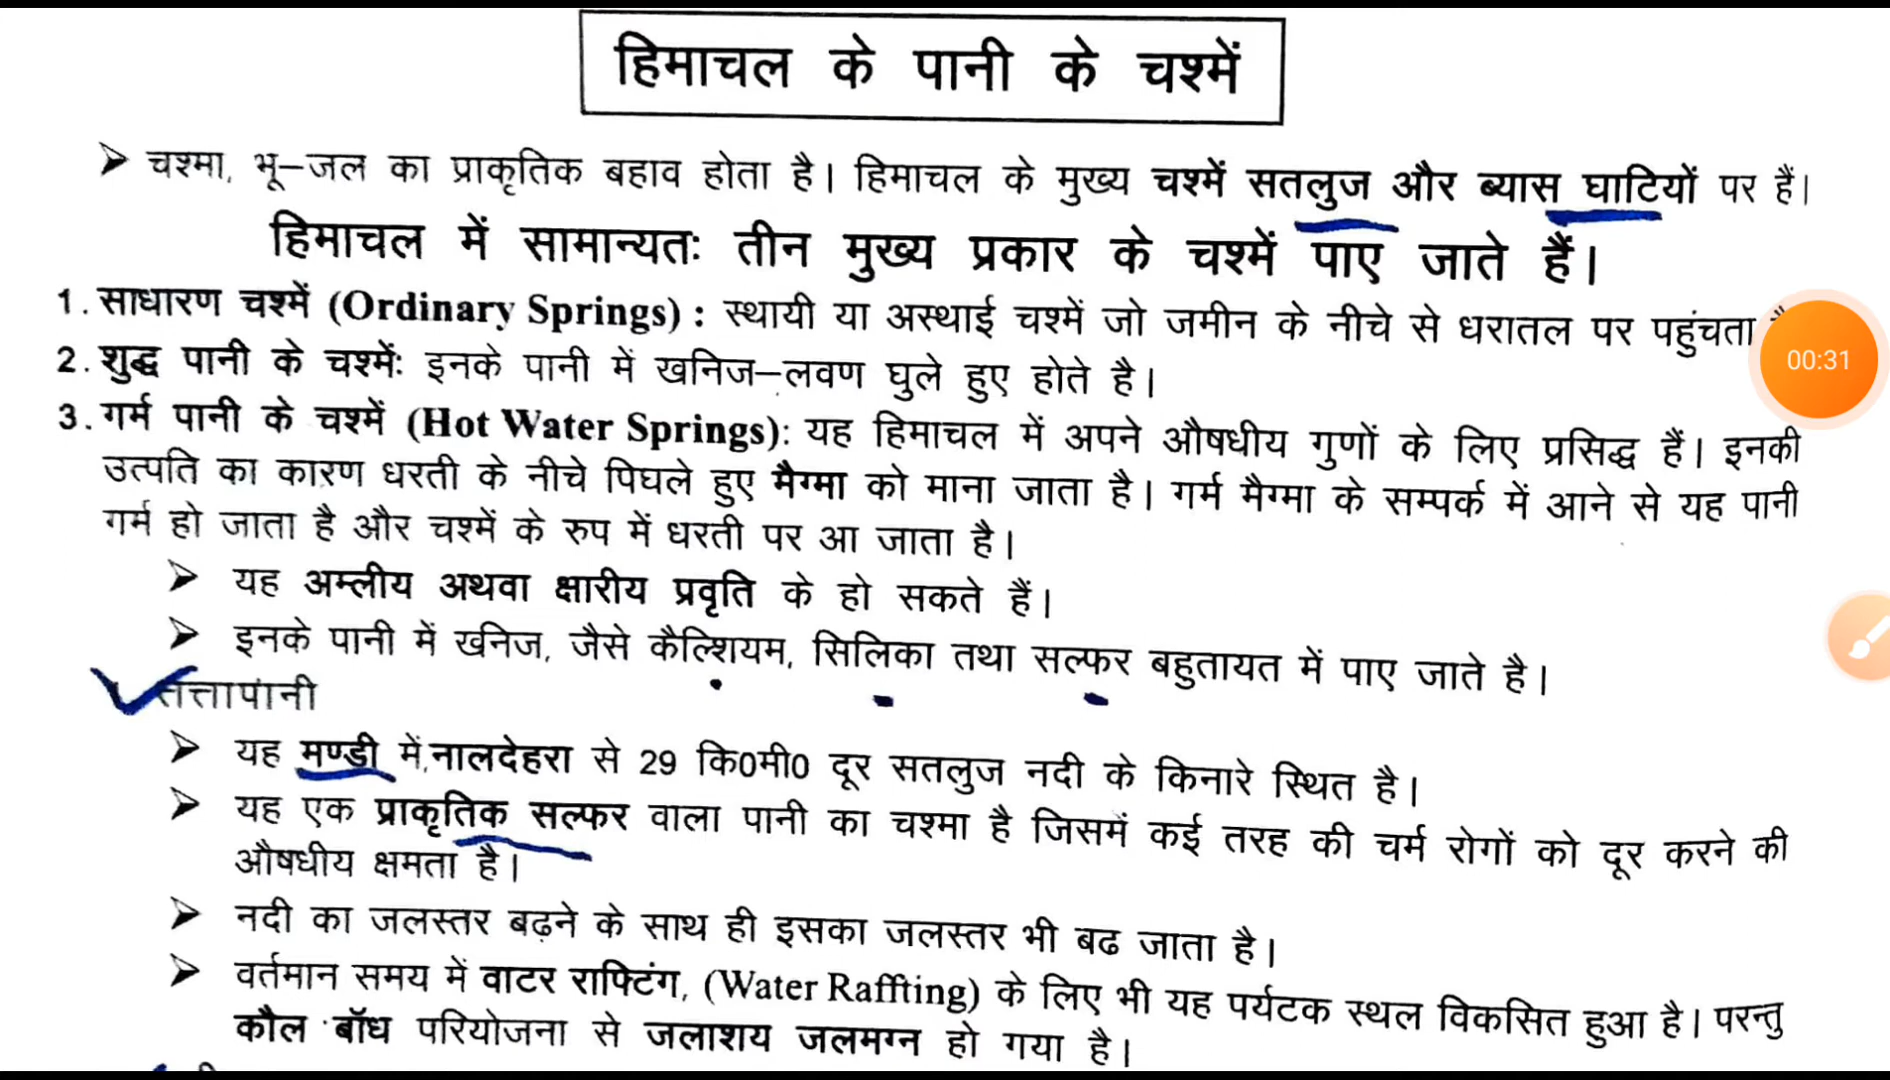 हिमाचल के पानी के चश्में
➤ चश्मा, भू–जल का प्राकृतिक बहाव होता है। हिमाचल के मुख्य चश्में सतलुज और ब्यास घाटियों पर हैं।
हिमाचल में सामान्यतः तीन मुख्य प्रकार के चश्में पाए जाते हैं।
1. साधारण चश्में (Ordinary Springs) : स्थायी या अस्थाई चश्में जो जमीन के नीचे से धरातल पर पहुंचता
2. शुद्ध पानी के चश्में: इनके पानी में खनिज–लवण घुले हुए होते है।
00:31
3. गर्म पानी के चश्में (Hot Water Springs): यह हिमाचल में अपने औषधीय गुणों के लिए प्रसिद्ध हैं। इनकी
उत्पति का कारण धरती के नीचे पिघले हुए मैग्मा को माना जाता है। गर्म मैग्मा के सम्पर्क में आने से यह पानी
गर्म हो जाता है और चश्में के रुप में धरती पर आ जाता है।
➤ यह अम्लीय अथवा क्षारीय प्रवृति के हो सकते हैं।
➤ इनके पानी में खनिज, जैसे कैल्शियम, सिलिका तथा सल्फर बहुतायत में पाए जाते है।
तत्तापानी
➤ यह मण्डी में नालदेहरा से 29 कि0मी0 दूर सतलुज नदी के किनारे स्थित है।
➤ यह एक प्राकृतिक सल्फर वाला पानी का चश्मा है जिसमें कई तरह की चर्म रोगों को दूर करने की
औषधीय क्षमता है।
➤ नदी का जलस्तर बढ़ने के साथ ही इसका जलस्तर भी बढ जाता है।
➤ वर्तमान समय में वाटर राफ्टिंग, (Water Raffting) के लिए भी यह पर्यटक स्थल विकसित हुआ है। परन्तु
कौल बॉध परियोजना से जलाशय जलमग्न हो गया है।